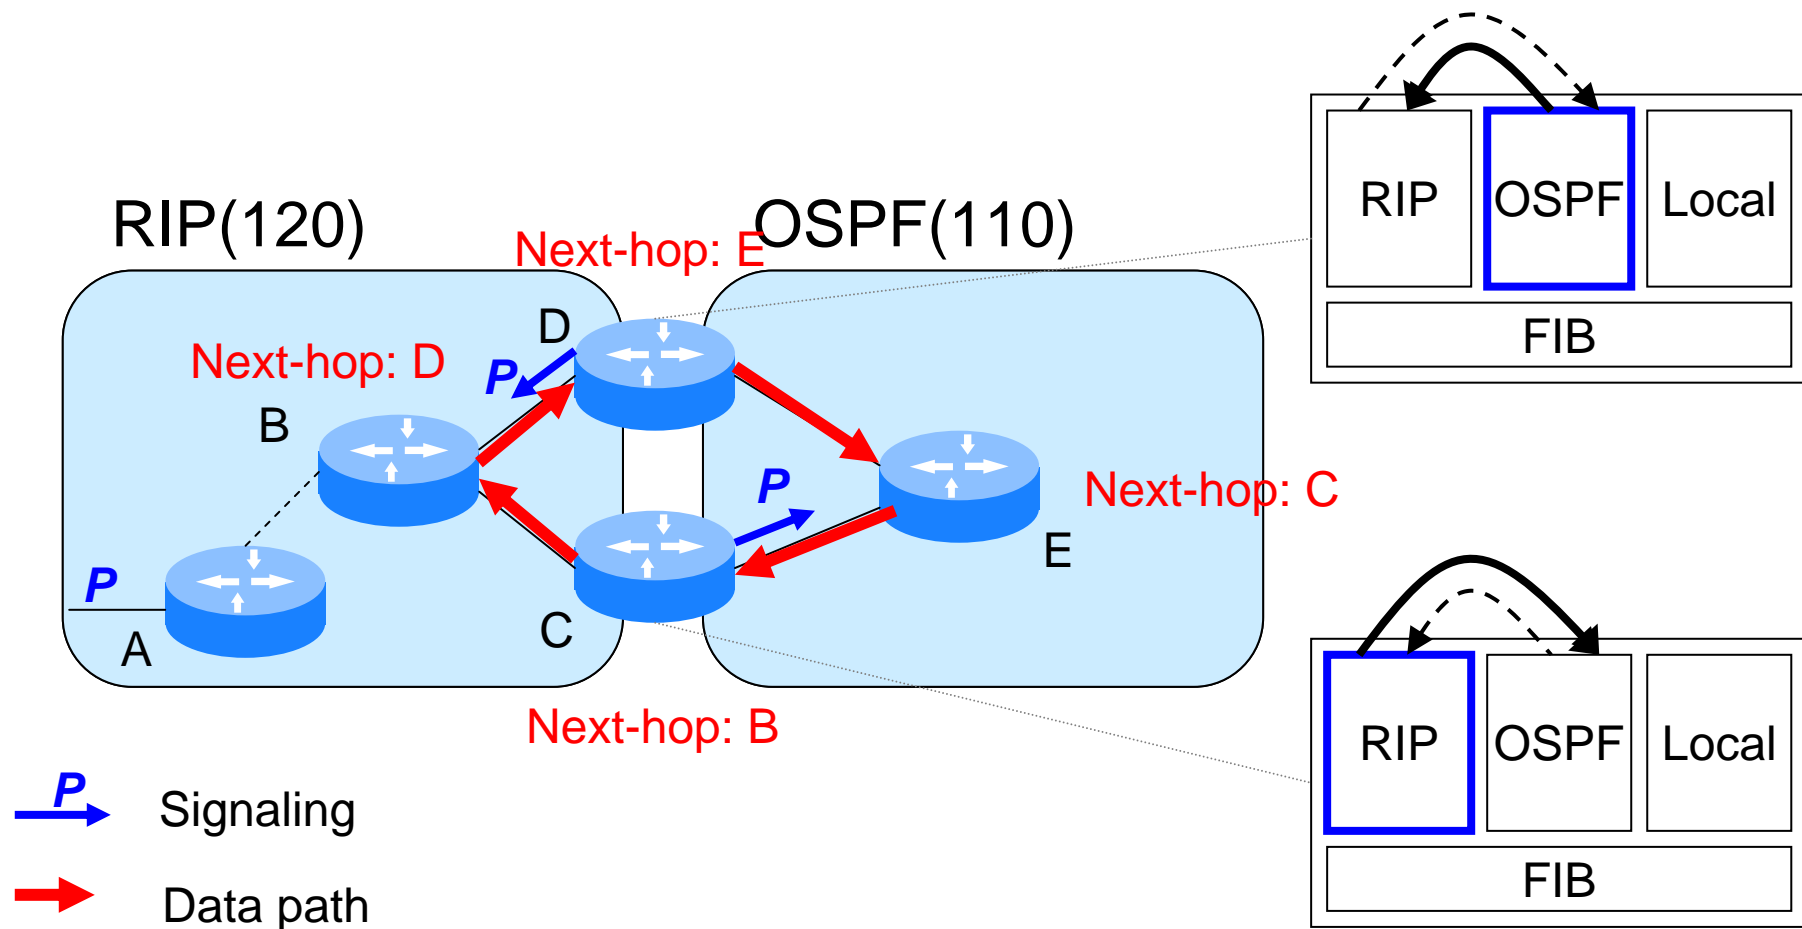 RIP(120)
OSPF(110)
Next-hop: E
D
Next-hop: D
P
B
P
Next-hop: C
E
P
A
C
Next-hop: B
P
Signaling
Data path
RIP
OSPF
Local
FIB
RIP
OSPF
Local
FIB